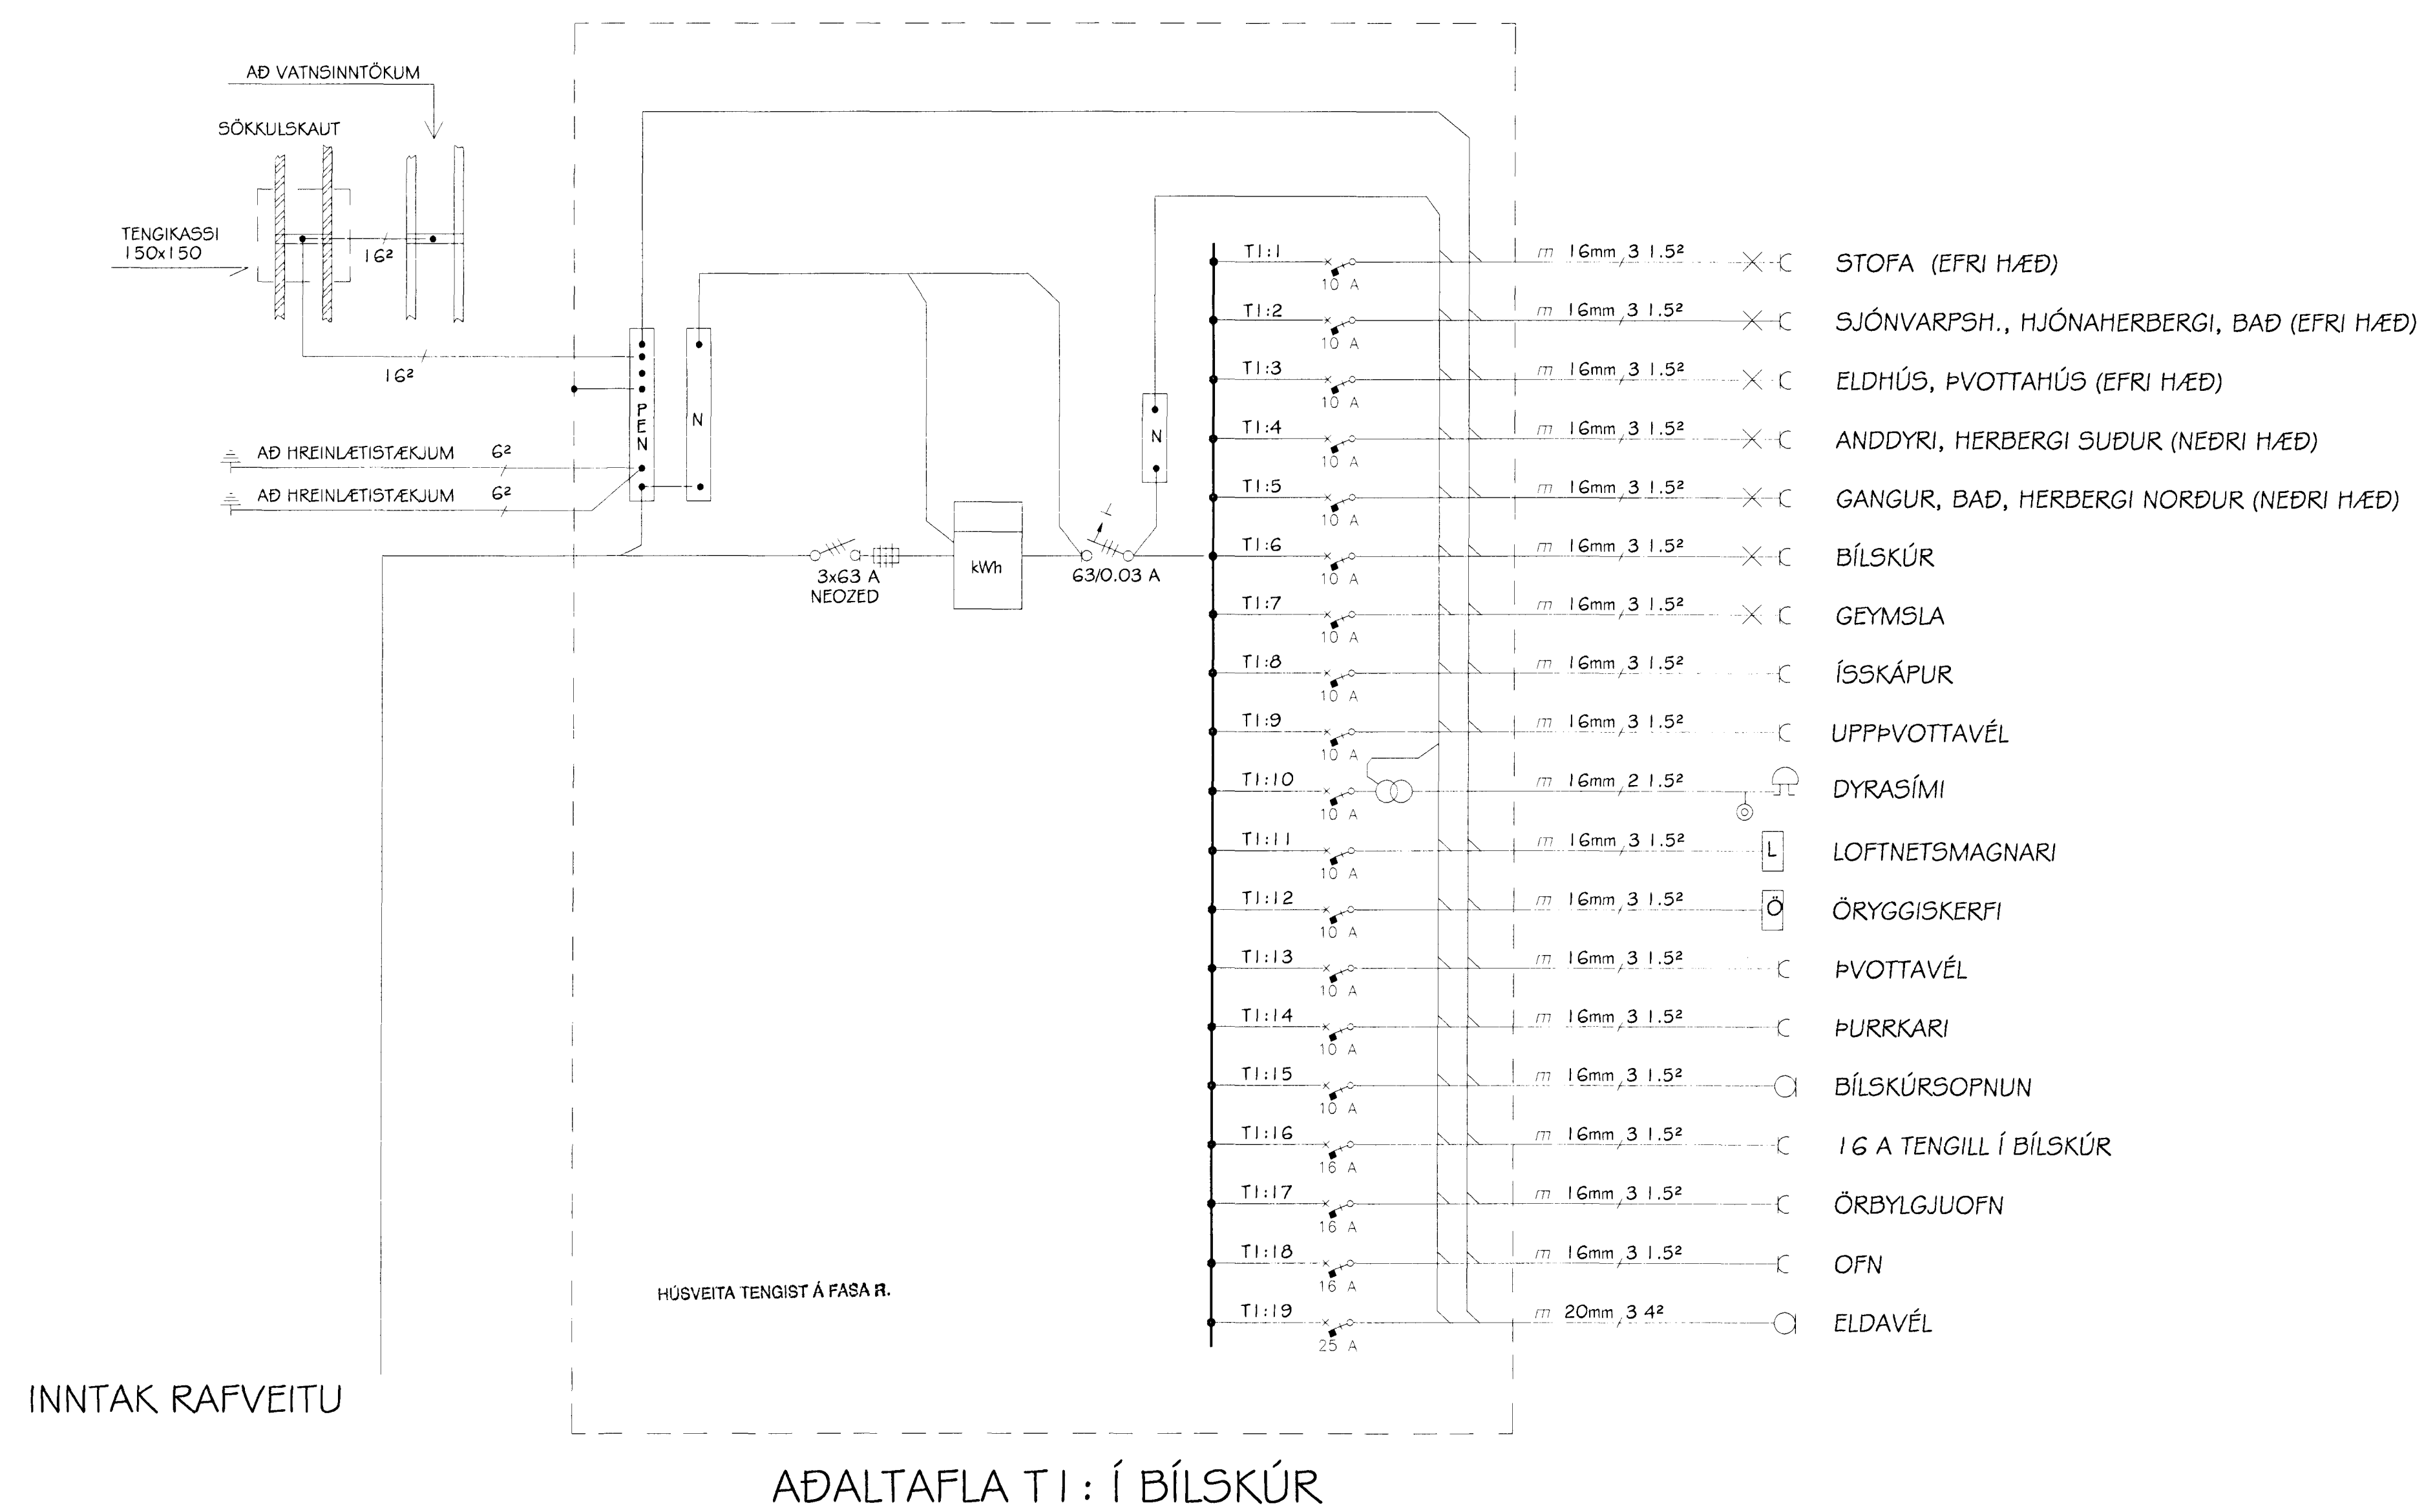 AÐ VATNSINNTÖKUM
SÖKKULSKAUT
TENGIKASSI
150x150
16²
16²
AÐ HREINLÆTISTÆKJUM 6²
AÐ HREINLÆTISTÆKJUM 6²
PEN
N
3x63 A
NEOZED
kWh
63/0.03 A
N
T1:1 10 A m 16mm 3 1.5² STOFA (EFRI HÆÐ)
T1:2 10 A m 16mm 3 1.5² SJÓNVARPSH., HJÓNAHERBERGI, BAÐ (EFRI HÆÐ)
T1:3 10 A m 16mm 3 1.5² ELDHÚS, ÞVOTTAHÚS (EFRI HÆÐ)
T1:4 10 A m 16mm 3 1.5² ANDDYRI, HERBERGI SUÐUR (NEÐRI HÆÐ)
T1:5 10 A m 16mm 3 1.5² GANGUR, BAÐ, HERBERGI NORÐUR (NEÐRI HÆÐ)
T1:6 10 A m 16mm 3 1.5² BÍLSKÚR
T1:7 10 A m 16mm 3 1.5² GEYMSLA
T1:8 10 A m 16mm 3 1.5² ÍSSKÁPUR
T1:9 10 A m 16mm 3 1.5² UPPÞVOTTAVÉL
T1:10 10 A m 16mm 2 1.5² DYRASÍMI
T1:11 10 A m 16mm 3 1.5² L LOFTNETSMAGNARI
T1:12 10 A m 16mm 3 1.5² Ö ÖRYGGISKERFI
T1:13 10 A m 16mm 3 1.5² ÞVOTTAVÉL
T1:14 10 A m 16mm 3 1.5² ÞURRKARI
T1:15 10 A m 16mm 3 1.5² BÍLSKÚRSOPNUN
T1:16 16 A m 16mm 3 1.5² 16 A TENGILL Í BÍLSKÚR
T1:17 16 A m 16mm 3 1.5² ÖRBYLGJUOFN
T1:18 16 A m 16mm 3 1.5² OFN
T1:19 25 A m 20mm 3 4² ELDAVÉL
HÚSVEITA TENGIST Á FASA R.
INNTAK RAFVEITU
AÐALTAFLA T1: Í BÍLSKÚR